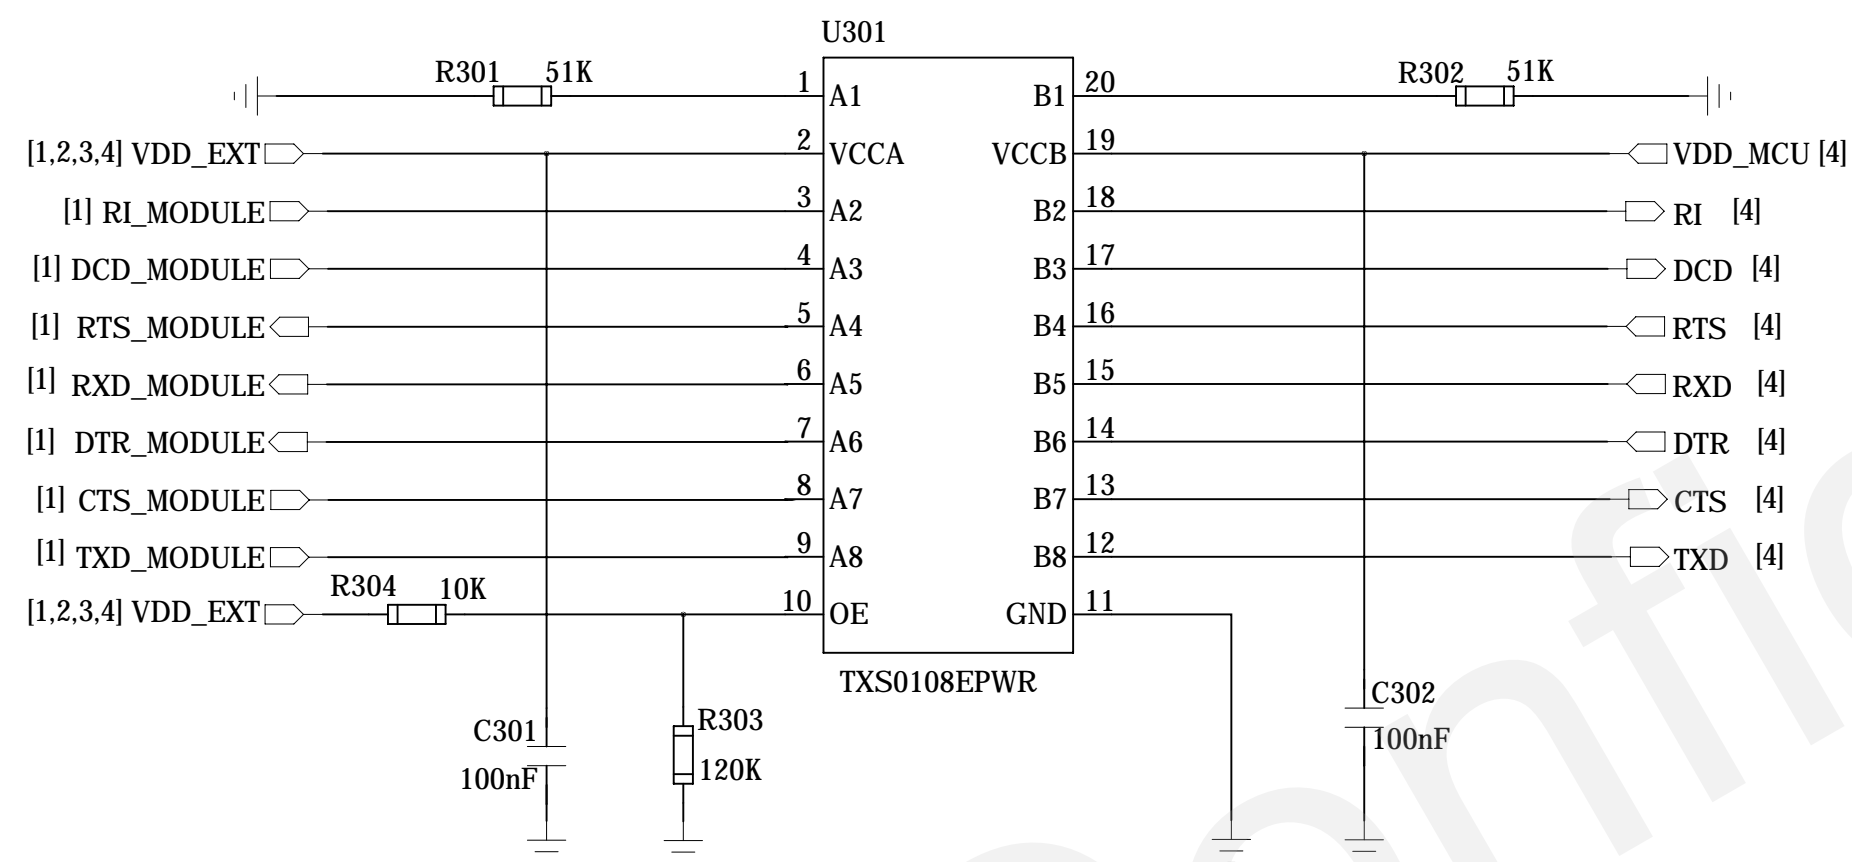 U301
R301 51K 1 A1 B1 20 R302 51K
[1,2,3,4] VDD_EXT 2 VCCA VCCB 19 VDD_MCU [4]
[1] RI_MODULE 3 A2 B2 18 RI [4]
[1] DCD_MODULE 4 A3 B3 17 DCD [4]
[1] RTS_MODULE 5 A4 B4 16 RTS [4]
[1] RXD_MODULE 6 A5 B5 15 RXD [4]
[1] DTR_MODULE 7 A6 B6 14 DTR [4]
[1] CTS_MODULE 8 A7 B7 13 CTS [4]
[1] TXD_MODULE 9 A8 B8 12 TXD [4]
[1,2,3,4] VDD_EXT R304 10K 10 OE GND 11
TXS0108EPWR
C301
100nF
R303
120K
C302
100nF